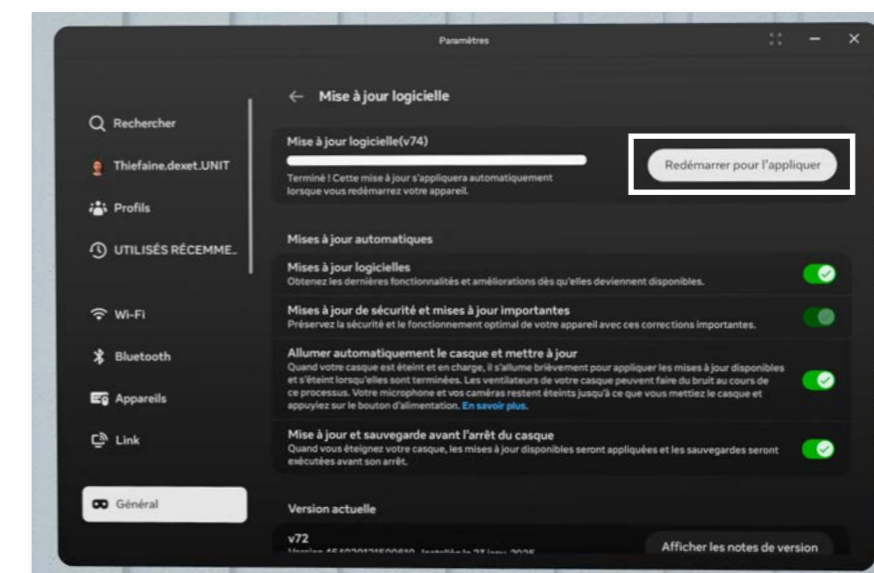 Paramètres
Mise à jour logicielle
Rechercher
Thiefaine.dexet.UNIT
Profils
UTILISÉS RÉCEMME..
Wi-Fi
Bluetooth
Appareils
Link
Général
Mise à jour logicielle(v74)
Terminé ! Cette mise à jour s'appliquera automatiquement
lorsque vous redémarrez votre appareil.
Redémarrer pour l'appliquer
Mises à jour automatiques
Mises à jour logicielles
Obtenez les dernières fonctionnalités et améliorations dès qu'elles deviennent disponibles.
Mises à jour de sécurité et mises à jour importantes
Préservez la sécurité et le fonctionnement optimal de votre appareil avec ces corrections importantes.
Allumer automatiquement le casque et mettre à jour
Quand votre casque est éteint et en charge, il s'allume brièvement pour appliquer les mises à jour disponibles
et s'éteint lorsqu'elles sont terminées. Les ventilateurs de votre casque peuvent faire du bruit au cours de
ce processus. Votre microphone et vos caméras restent éteints jusqu'à ce que vous mettiez le casque et
appuyiez sur le bouton d'alimentation. En savoir plus.
Mise à jour et sauvegarde avant l'arrêt du casque
Quand vous éteignez votre casque, les mises à jour disponibles seront appliquées et les sauvegardes seront
exécutées avant son arrêt.
Version actuelle
v72
Afficher les notes de version